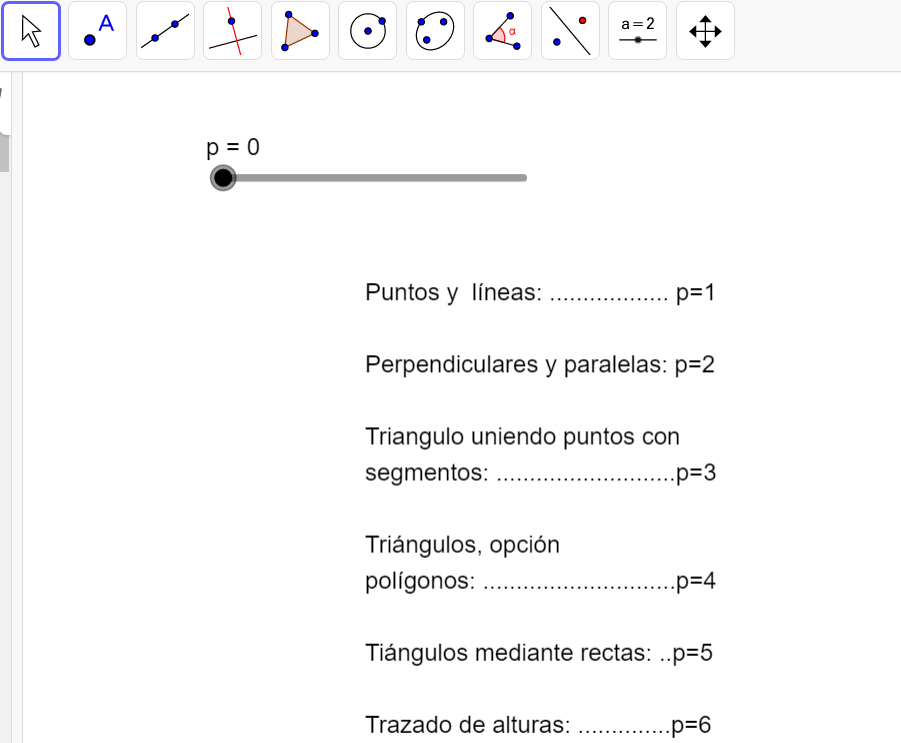 A
α
a = 2
p = 0
Puntos y  líneas: .................. p=1
Perpendiculares y paralelas: p=2
Triangulo uniendo puntos con
segmentos: ...........................p=3
Triángulos, opción
polígonos: .............................p=4
Tiángulos mediante rectas: ..p=5
Trazado de alturas: ..............p=6